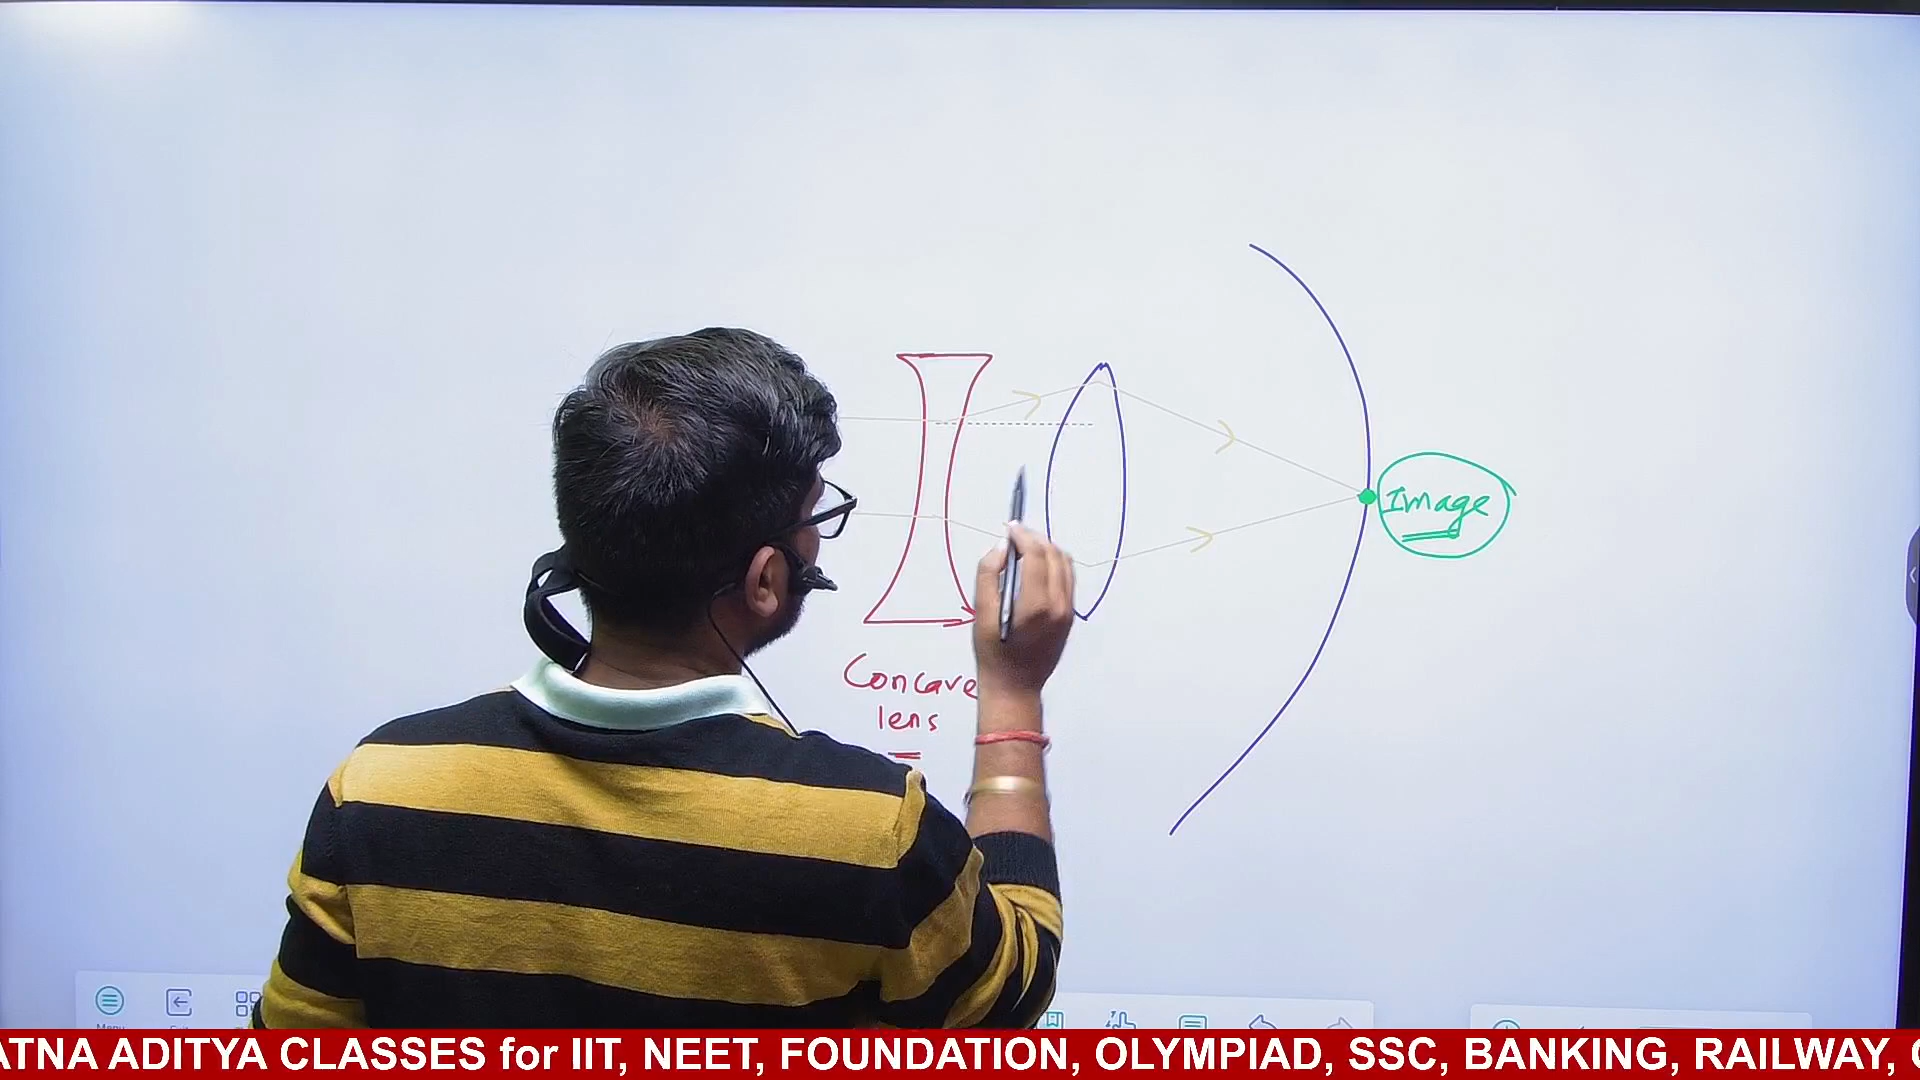 Image
Concave
lens
ATNA ADITYA CLASSES for IIT, NEET, FOUNDATION, OLYMPIAD, SSC, BANKING, RAILWAY,